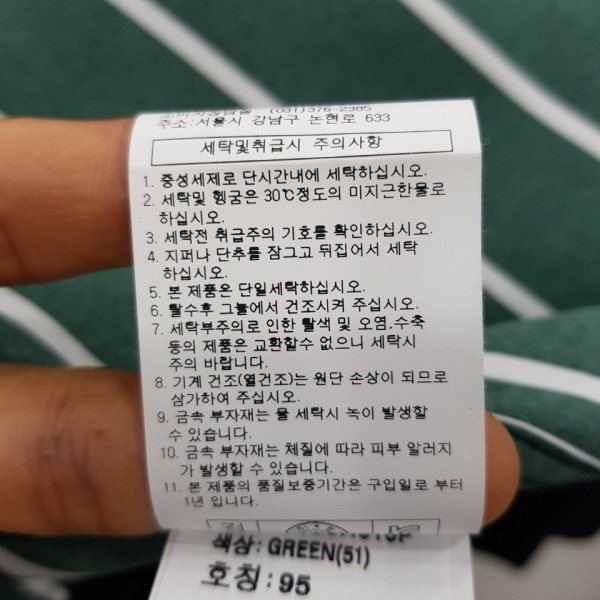 소비자상담실: (031)376-2385
주소:서울시 강남구 논현로 633
세탁및취급시 주의사항
1. 중성세제로 단시간내에 세탁하십시오.
2. 세탁및 헹굼은 30℃정도의 미지근한물로
하십시오.
3. 세탁전 취급주의 기호를 확인하십시오.
4. 지퍼나 단추를 잠그고 뒤집어서 세탁
하십시오.
5. 본 제품은 단일세탁하십시오.
6. 탈수후 그늘에서 건조시켜 주십시오.
7. 세탁부주의로 인한 탈색 및 오염,수축
등의 제품은 교환할수 없으니 세탁시
주의 바랍니다.
8. 기계 건조(열건조)는 원단 손상이 되므로
삼가하여 주십시오.
9. 금속 부자재는 물 세탁시 녹이 발생할
수 있습니다.
10. 금속 부자재는 체질에 따라 피부 알러지
가 발생할 수 있습니다.
11. 본 제품의 품질보증기간은 구입일로 부터
1년 입니다.
색상: GREEN(51)
호칭: 95